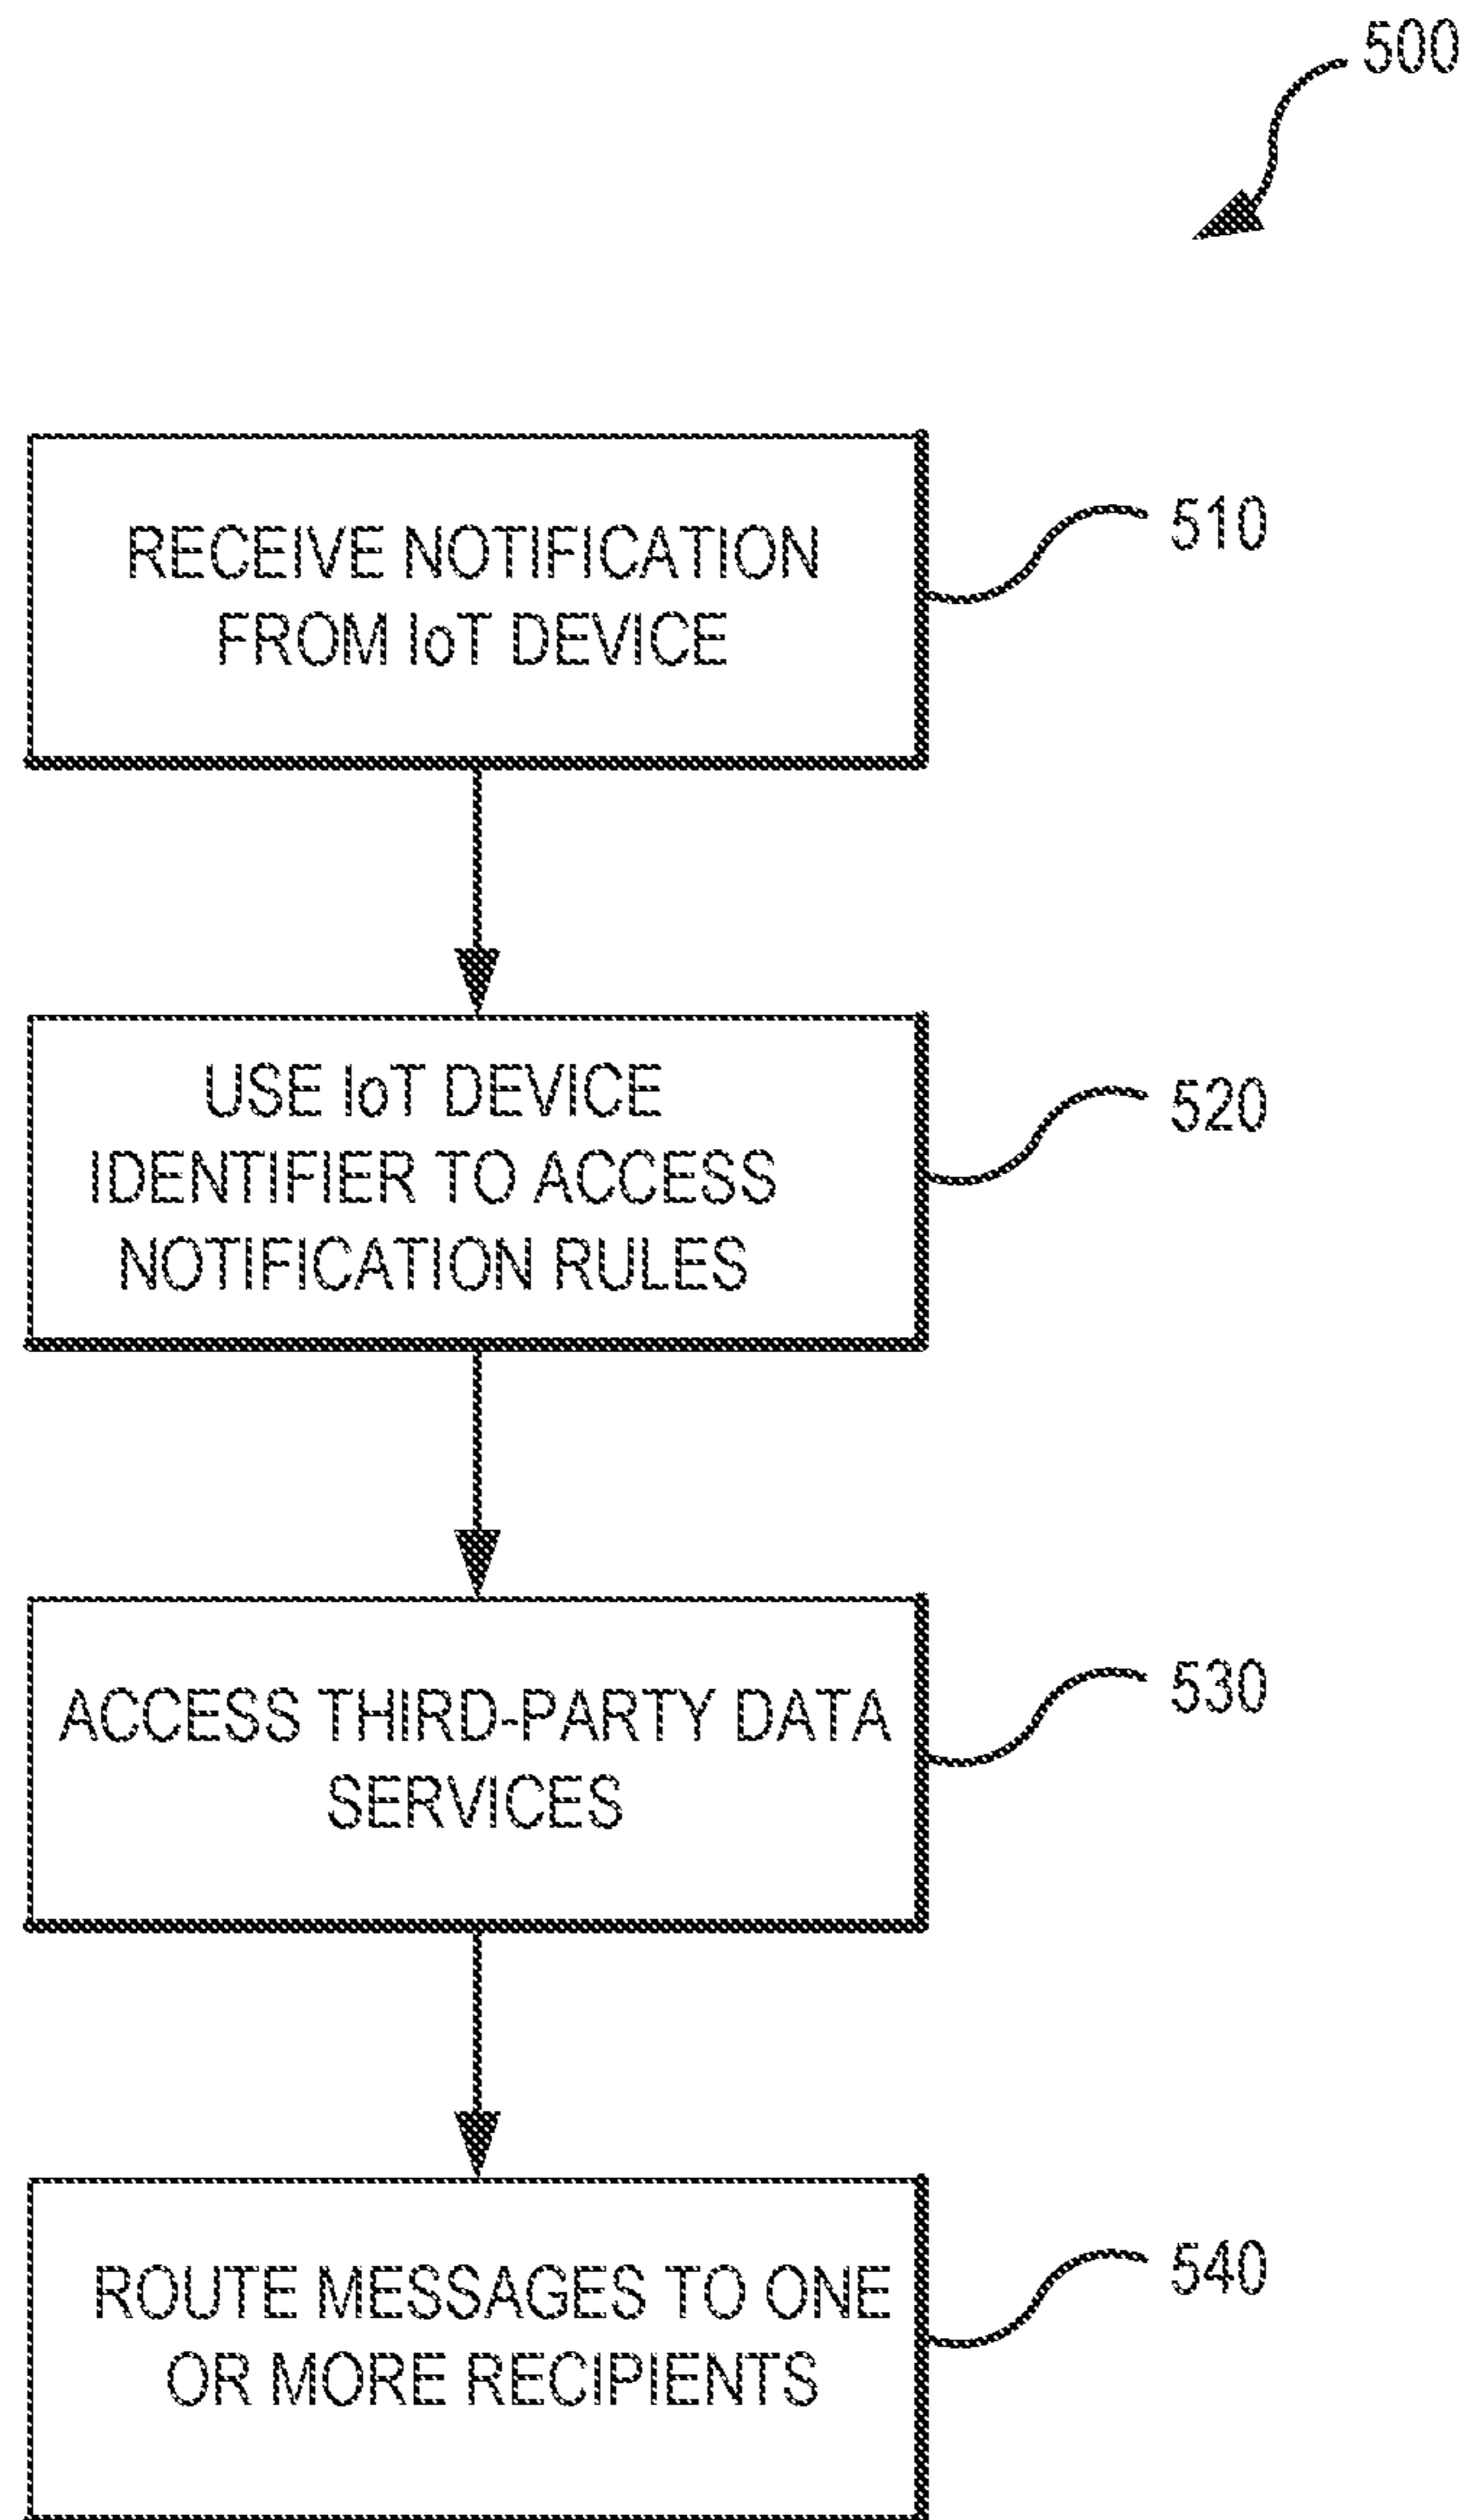 500
RECEIVE NOTIFICATION
FROM IoT DEVICE
510
USE IoT DEVICE
IDENTIFIER TO ACCESS
NOTIFICATION RULES
520
ACCESS THIRD-PARTY DATA
SERVICES
530
ROUTE MESSAGES TO ONE
OR MORE RECIPIENTS
540